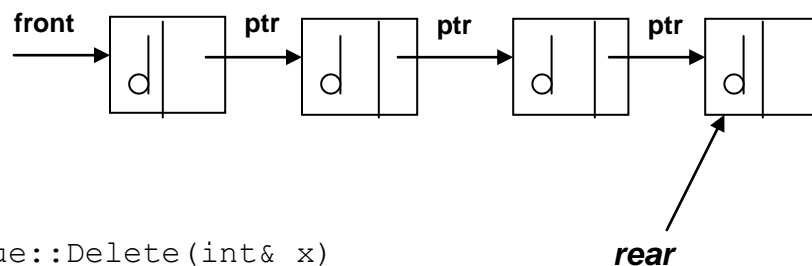 front ptr ptr ptr
d d d d
ue::Delete(int& x) rear